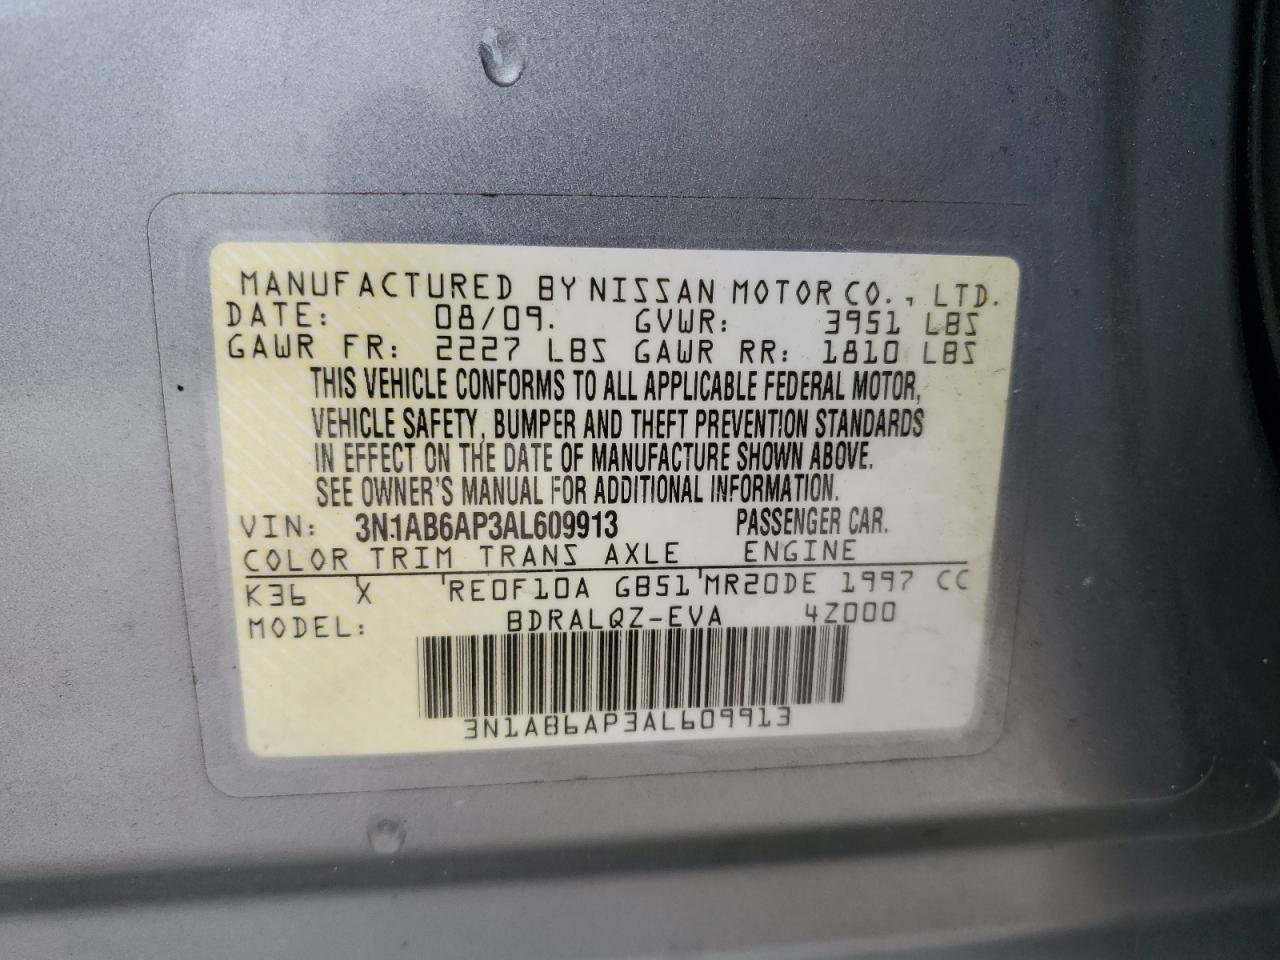 MANUFACTURED BY NISSAN MOTOR CO., LTD.
DATE: 08/09. GVWR: 3951 LBS
GAWR FR: 2227 LBS GAWR RR: 1810 LBS
THIS VEHICLE CONFORMS TO ALL APPLICABLE FEDERAL MOTOR,
VEHICLE SAFETY, BUMPER AND THEFT PREVENTION STANDARDS
IN EFFECT ON THE DATE OF MANUFACTURE SHOWN ABOVE.
SEE OWNER'S MANUAL FOR ADDITIONAL INFORMATION.
VIN: 3N1AB6AP3AL609913 PASSENGER CAR.
COLOR TRIM TRANS AXLE ENGINE
K36 X RE0F10A GB51 MR20DE 1997 CC
MODEL: BDRALQZ-EVA 4Z000
3N1AB6AP3AL609913